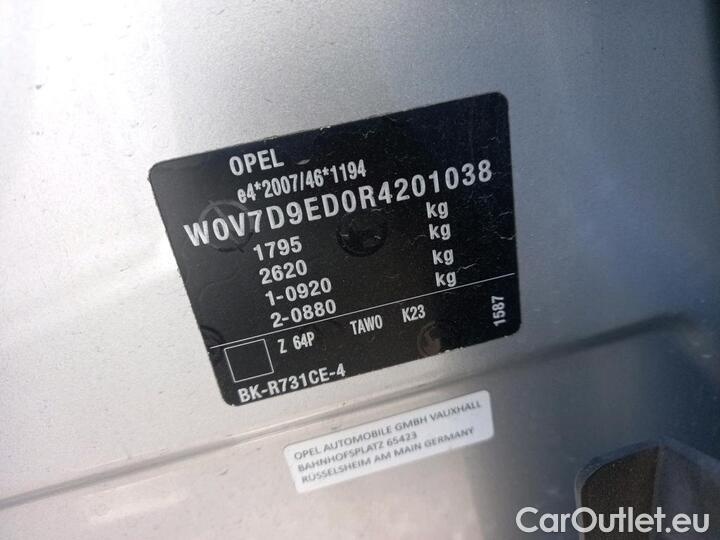 OPEL
e4*2007/46*1194
W0V7D9ED0R4201038
1795 kg
2620 kg
1-0920 kg
2-0880 kg
Z 64P TAWO K23
1587
BK-R731CE-4
OPEL AUTOMOBILE GMBH VAUXHALL
BAHNHOFSPLATZ 65423
RÜSSELSHEIM AM MAIN GERMANY
CarOutlet.eu